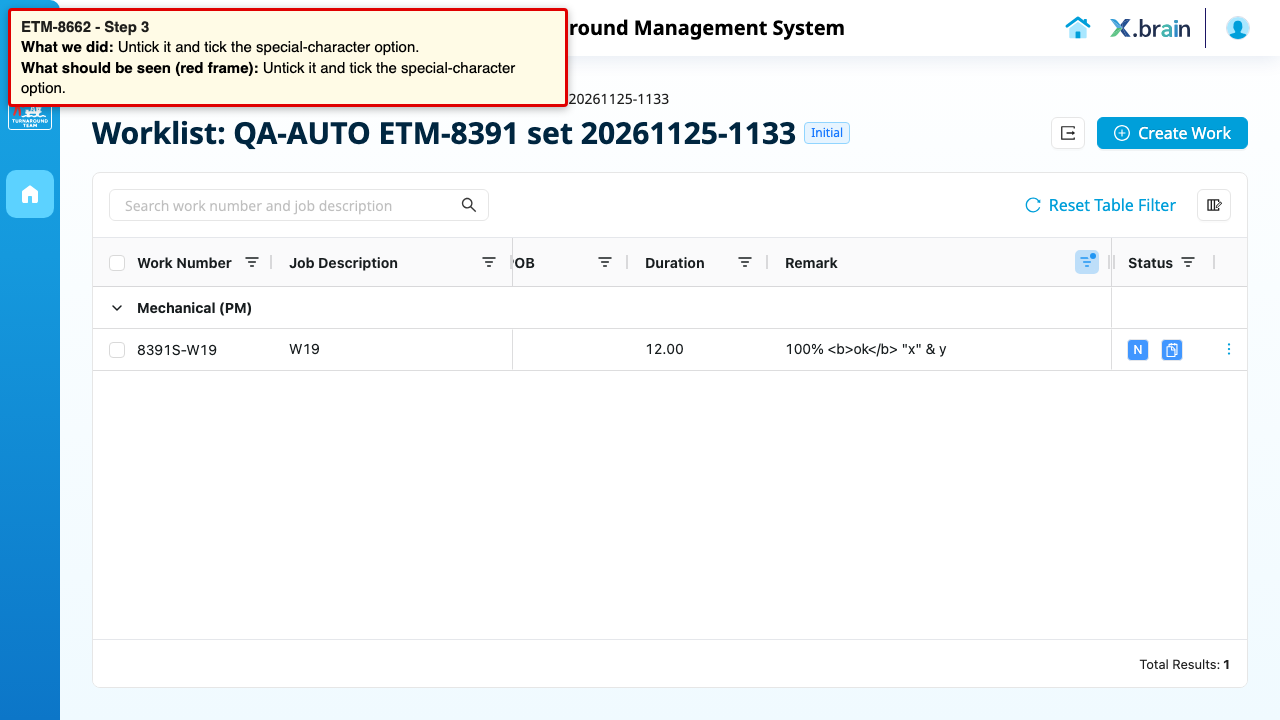 ETM-8662 - Step 3
What we did: Untick it and tick the special-character option.
What should be seen (red frame): Untick it and tick the special-character
option.
round Management System
X.brain
TURNAROUND
TEAM
20261125-1133
Worklist: QA-AUTO ETM-8391 set 20261125-1133
Initial
Create Work
Search work number and job description
Reset Table Filter
Work Number
Job Description
OB
Duration
Remark
Status
Mechanical (PM)
8391S-W19
W19
12.00
100% <b>ok</b> "x" & y
N
Total Results: 1